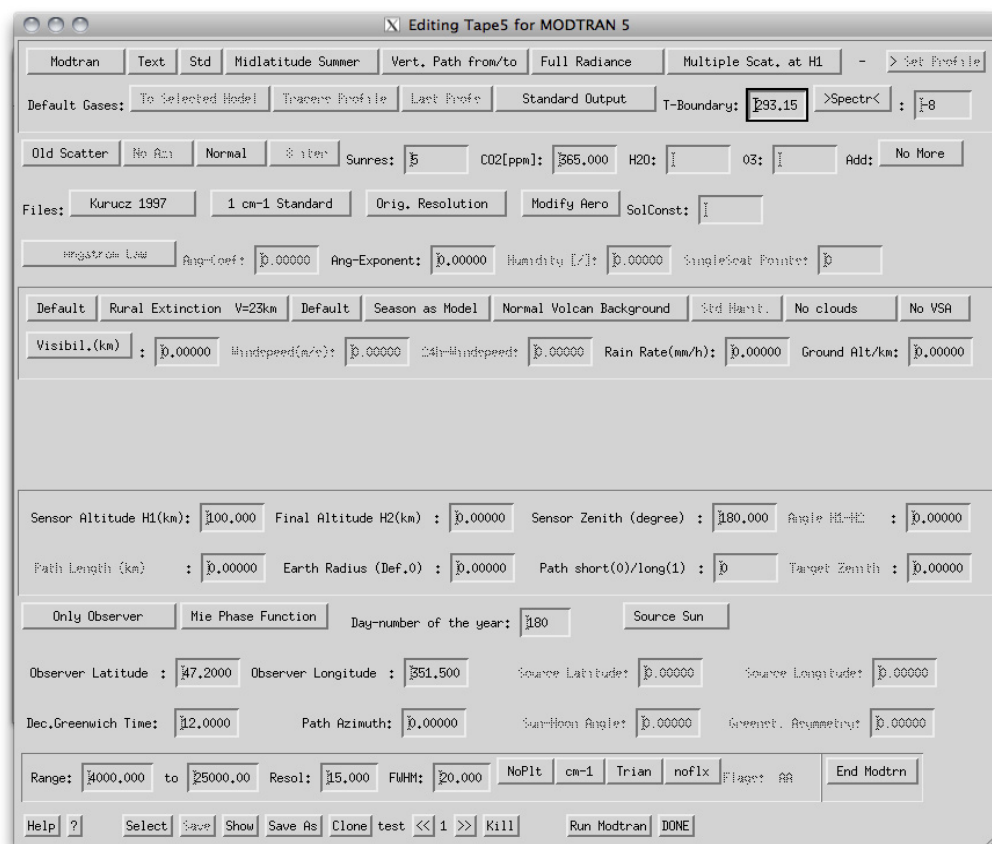 X Editing Tape5 for MODTRAN 5
Modtran Text Std Midlatitude Summer Vert. Path from/to Full Radiance Multiple Scat. at H1 - > Set Profile
Default Gases: To Selected Model Tracers Profile Last Profs Standard Output T-Boundary: 293.15 >Spectr< : -8
Old Scatter No Azi Normal Sunres: 5 CO2[ppm]: 365.000 H2O: O3: Add: No More
Files: Kurucz 1997 1 cm-1 Standard Orig. Resolution Modify Aero SolConst:
Angstrom Law Ang-Coef: 0.00000 Ang-Exponent: 0.00000 Humidity [/]: 0.00000 SingleScat Points: 0
Default Rural Extinction V=23km Default Season as Model Normal Volcan Background Std Marit. No clouds No VSA
Visibil.(km) : 0.00000 Windspeed(m/s): 0.00000 24h-Windspeed: 0.00000 Rain Rate(mm/h): 0.00000 Ground Alt/km: 0.00000
Sensor Altitude H1(km): 100.000 Final Altitude H2(km) : 0.00000 Sensor Zenith (degree) : 180.000 Angle H1-H2 : 0.00000
Path Length (km) : 0.00000 Earth Radius (Def.0) : 0.00000 Path short(0)/long(1) : 0 Target Zenith : 0.00000
Only Observer Mie Phase Function Day-number of the year: 180 Source Sun
Observer Latitude : 47.2000 Observer Longitude : 351.500 Source Latitude: 0.00000 Source Longitude: 0.00000
Dec.Greenwich Time: 12.0000 Path Azimuth: 0.00000 Sun-Moon Angle: 0.00000 Greenst. Asymmetry: 0.00000
Range: 4000.000 to 25000.00 Resol: 15.000 FWHM: 20.000 NoPlt cm-1 Trian noflx Flags: AA End Modtrn
Help ? Select Save Show Save As Clone test << 1 >> Kill Run Modtran DONE